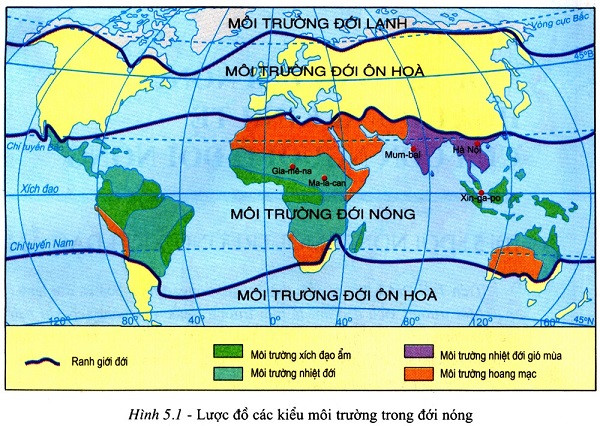 MÔI TRƯỜNG ĐỚI LẠNH
Vòng cực Bắc
45°B
MÔI TRƯỜNG ĐỚI ÔN HOÀ
Chí tuyến Bắc
Mum-bai
Hà Nội
Gia-mê-na
Ma-la-can
Xích đạo
Xin-ga-po
MÔI TRƯỜNG ĐỚI NÓNG
Chí tuyến Nam
MÔI TRƯỜNG ĐỚI ÔN HOÀ
120° 80° 40° 0° 40° 80° 120° 160° 45°N
Ranh giới đới
Môi trường xích đạo ẩm
Môi trường nhiệt đới gió mùa
Môi trường nhiệt đới
Môi trường hoang mạc
Hình 5.1 - Lược đồ các kiểu môi trường trong đới nóng